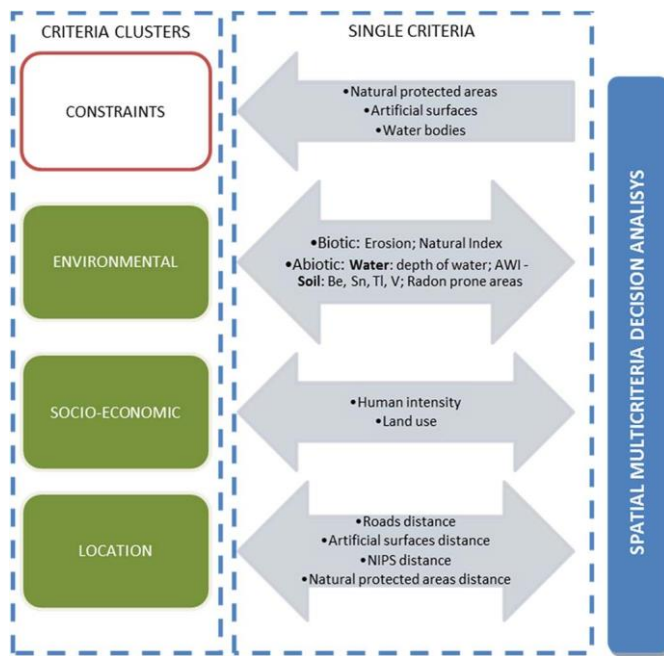 CRITERIA CLUSTERS
SINGLE CRITERIA
CONSTRAINTS
•Natural protected areas
•Artificial surfaces
•Water bodies
ENVIRONMENTAL
•Biotic: Erosion; Natural Index
•Abiotic: Water: depth of water; AWI -
Soil: Be, Sn, Tl, V; Radon prone areas
SOCIO-ECONOMIC
•Human intensity
•Land use
LOCATION
•Roads distance
•Artificial surfaces distance
•NIPS distance
•Natural protected areas distance
SPATIAL MULTICRITERIA DECISION ANALISYS